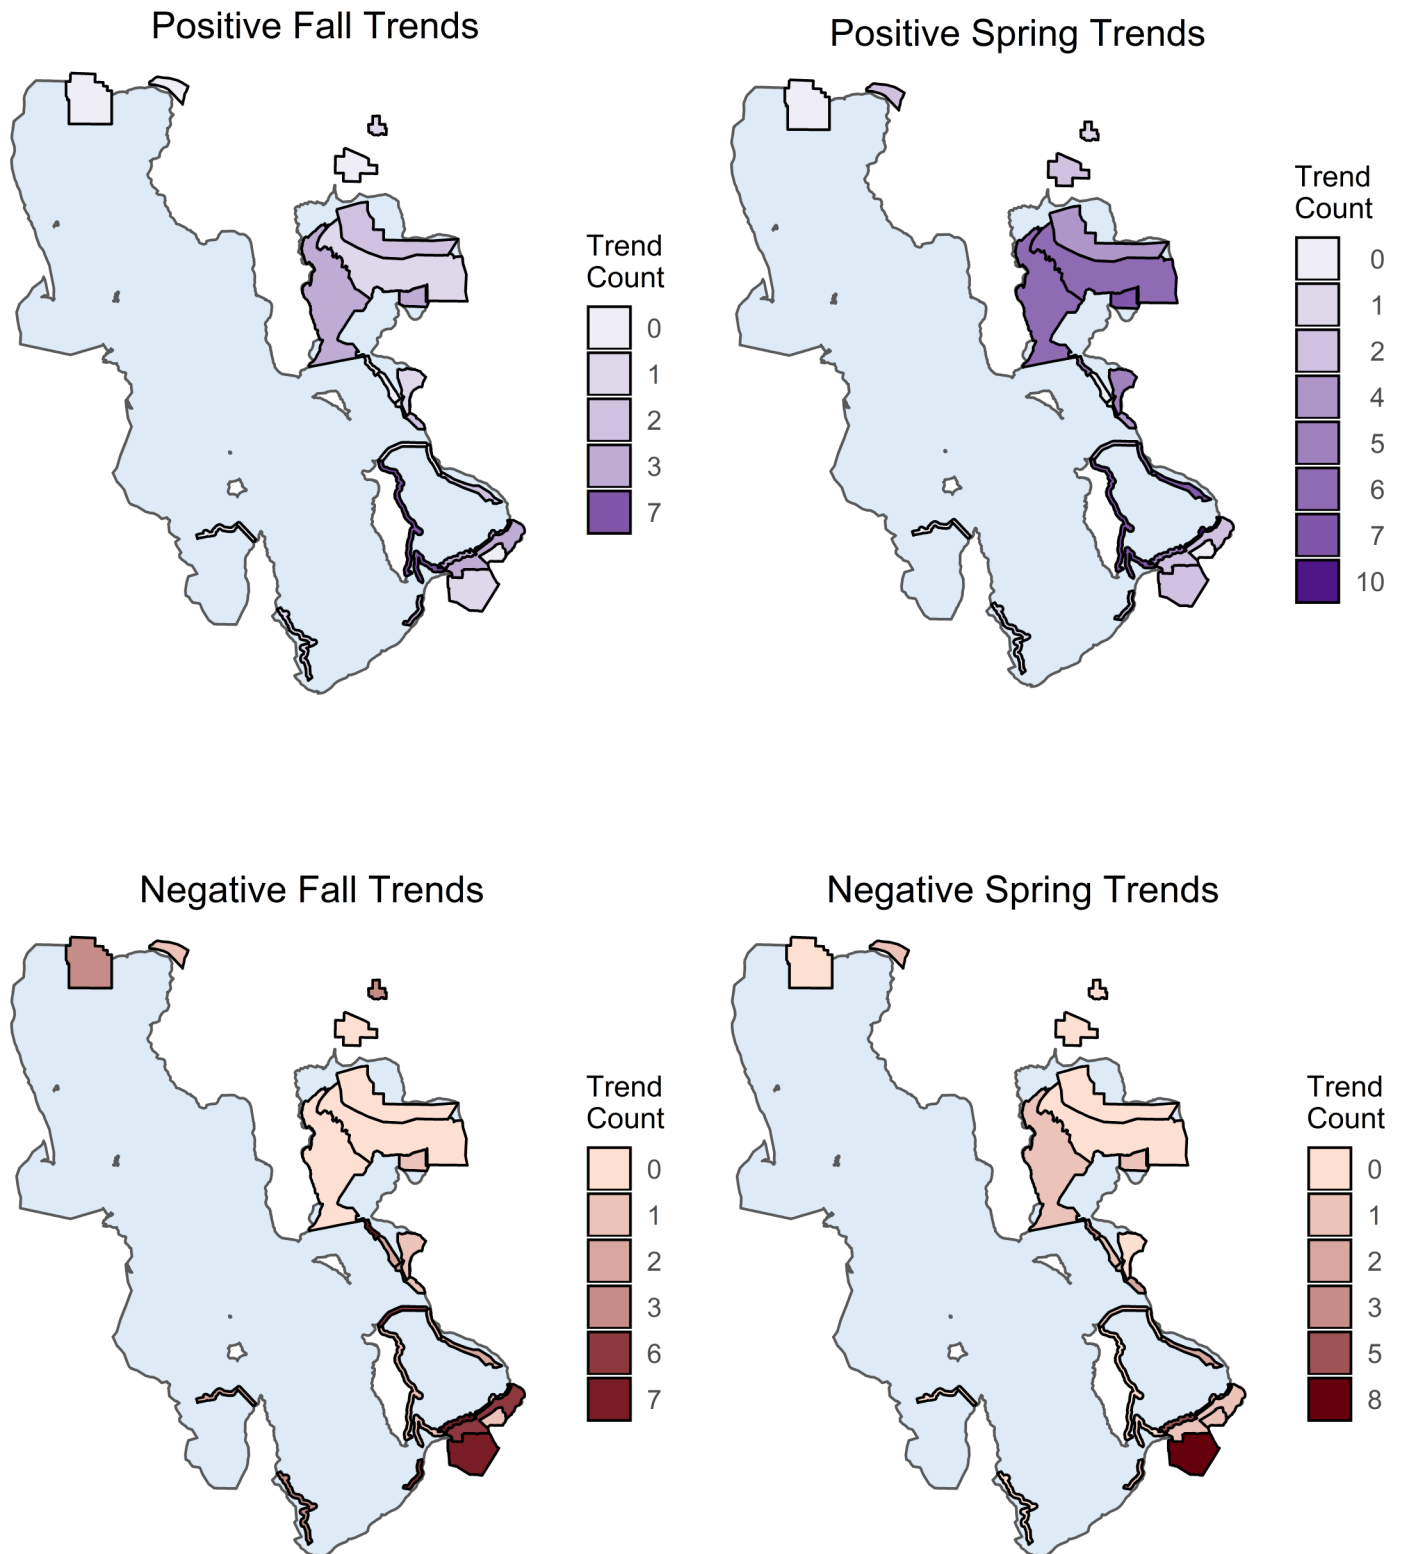 Positive Fall Trends
Trend
Count
0
1
2
3
7
Positive Spring Trends
Trend
Count
0
1
2
4
5
6
7
10
Negative Fall Trends
Trend
Count
0
1
2
3
6
7
Negative Spring Trends
Trend
Count
0
1
2
3
5
8